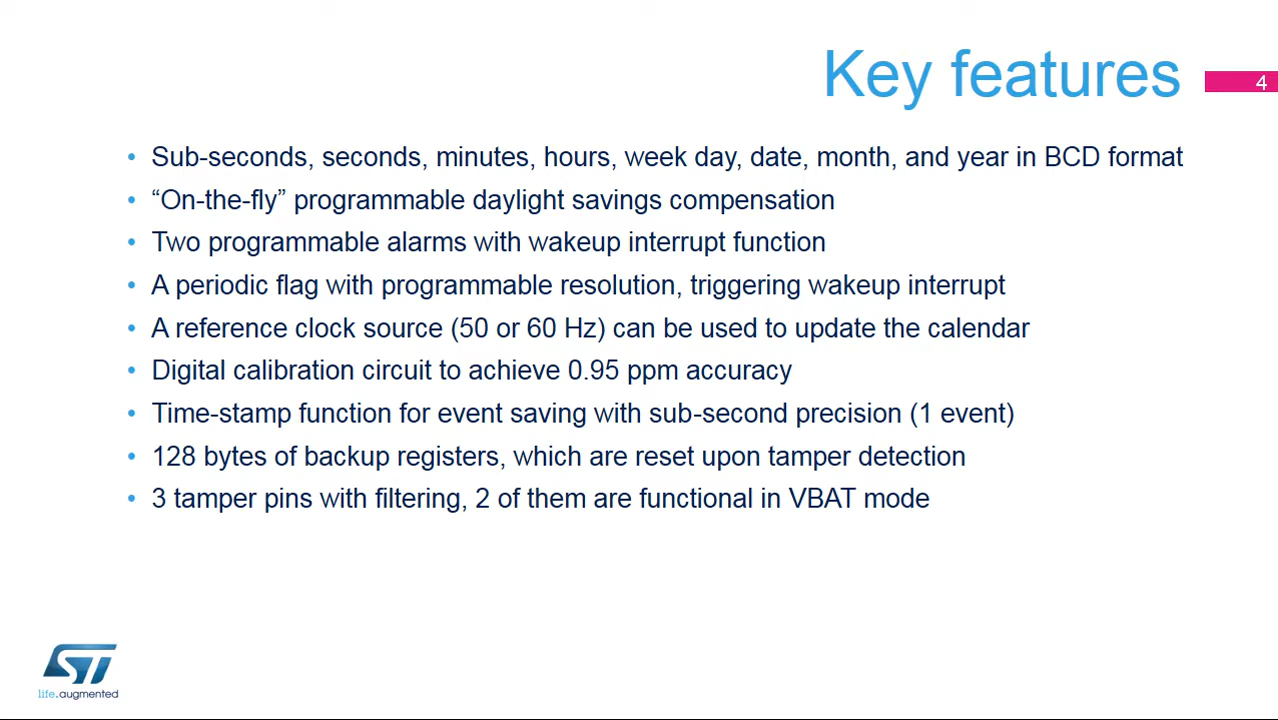 Key features
4
• Sub-seconds, seconds, minutes, hours, week day, date, month, and year in BCD format
• “On-the-fly” programmable daylight savings compensation
• Two programmable alarms with wakeup interrupt function
• A periodic flag with programmable resolution, triggering wakeup interrupt
• A reference clock source (50 or 60 Hz) can be used to update the calendar
• Digital calibration circuit to achieve 0.95 ppm accuracy
• Time-stamp function for event saving with sub-second precision (1 event)
• 128 bytes of backup registers, which are reset upon tamper detection
• 3 tamper pins with filtering, 2 of them are functional in VBAT mode
ST
life.augmented